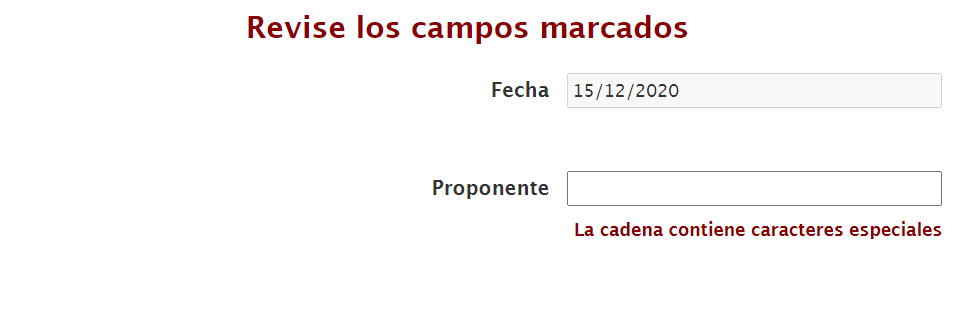 Revise los campos marcados
Fecha 15/12/2020
Proponente
La cadena contiene caracteres especiales